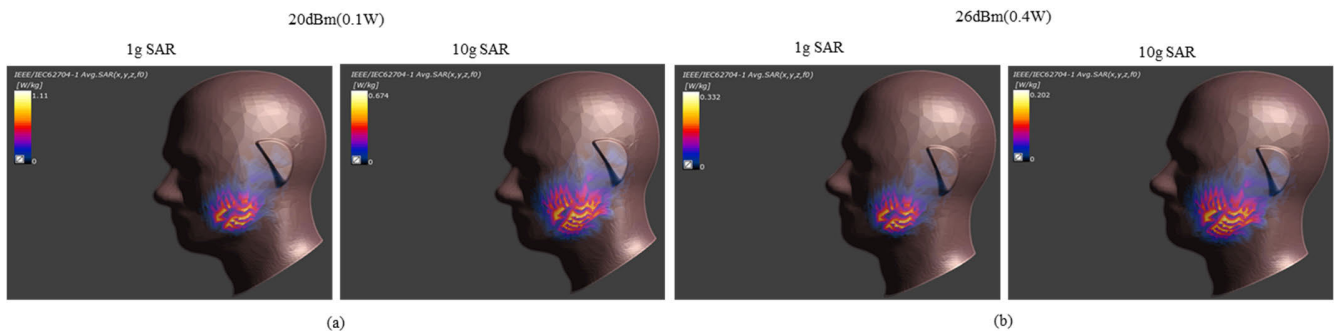 20dBm(0.1W)
1g SAR
10g SAR
IEEE/IEC62704-1 Avg.SAR(x,y,z,f0)
[W/kg]
1.11
0
IEEE/IEC62704-1 Avg.SAR(x,y,z,f0)
[W/kg]
0.674
0
(a)
26dBm(0.4W)
1g SAR
10g SAR
IEEE/IEC62704-1 Avg.SAR(x,y,z,f0)
[W/kg]
0.332
0
IEEE/IEC62704-1 Avg.SAR(x,y,z,f0)
[W/kg]
0.202
0
(b)